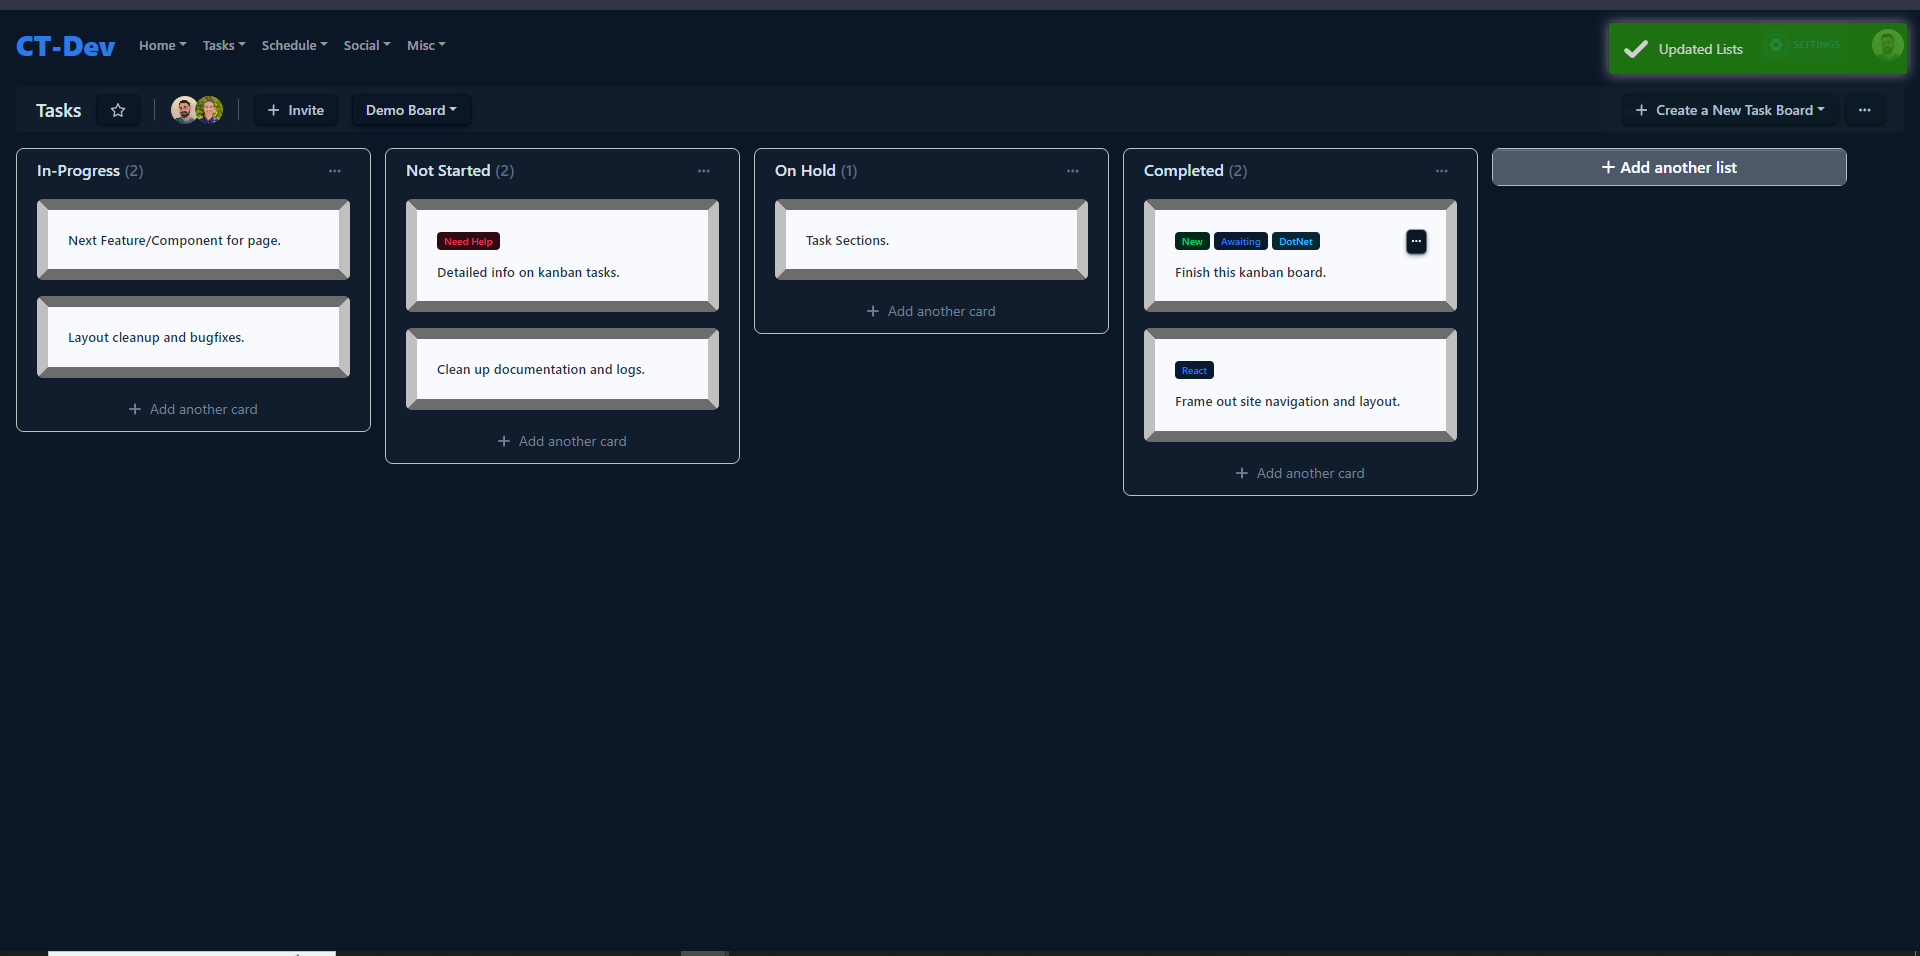 CT-Dev
Home Tasks Schedule Social Misc
Updated Lists
SETTINGS
Tasks
Invite
Demo Board
Create a New Task Board
In-Progress (2)
Next Feature/Component for page.
Layout cleanup and bugfixes.
Add another card
Not Started (2)
Need Help
Detailed info on kanban tasks.
Clean up documentation and logs.
Add another card
On Hold (1)
Task Sections.
Add another card
Completed (2)
New Awaiting DotNet
Finish this kanban board.
React
Frame out site navigation and layout.
Add another card
Add another list